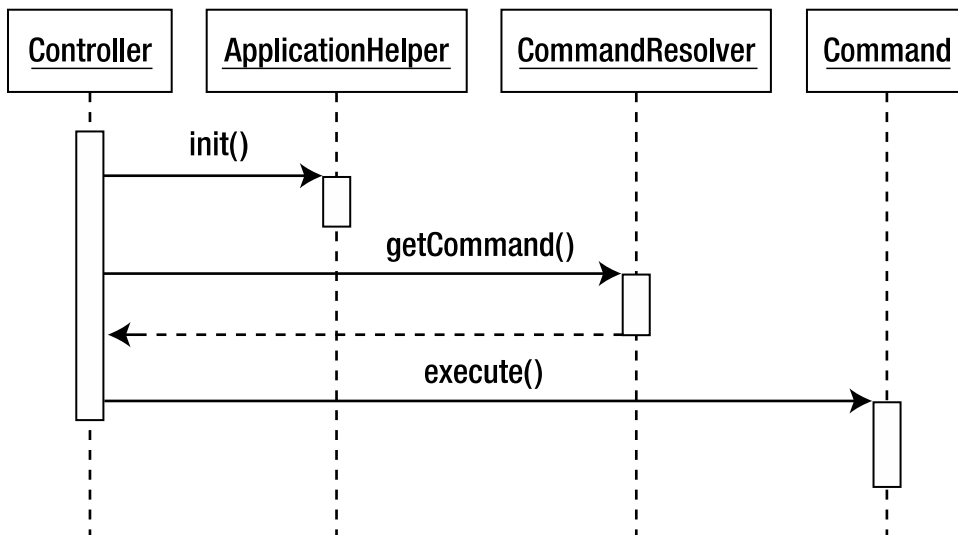 Controller
ApplicationHelper
CommandResolver
Command
init()
getCommand()
execute()